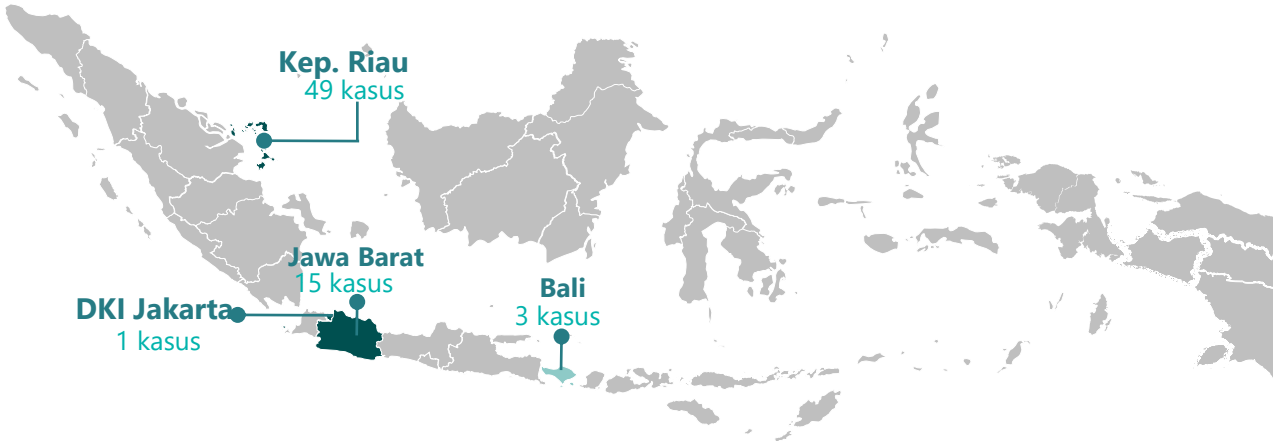 Kep. Riau
49 kasus
Jawa Barat
15 kasus
DKI Jakarta
1 kasus
Bali
3 kasus